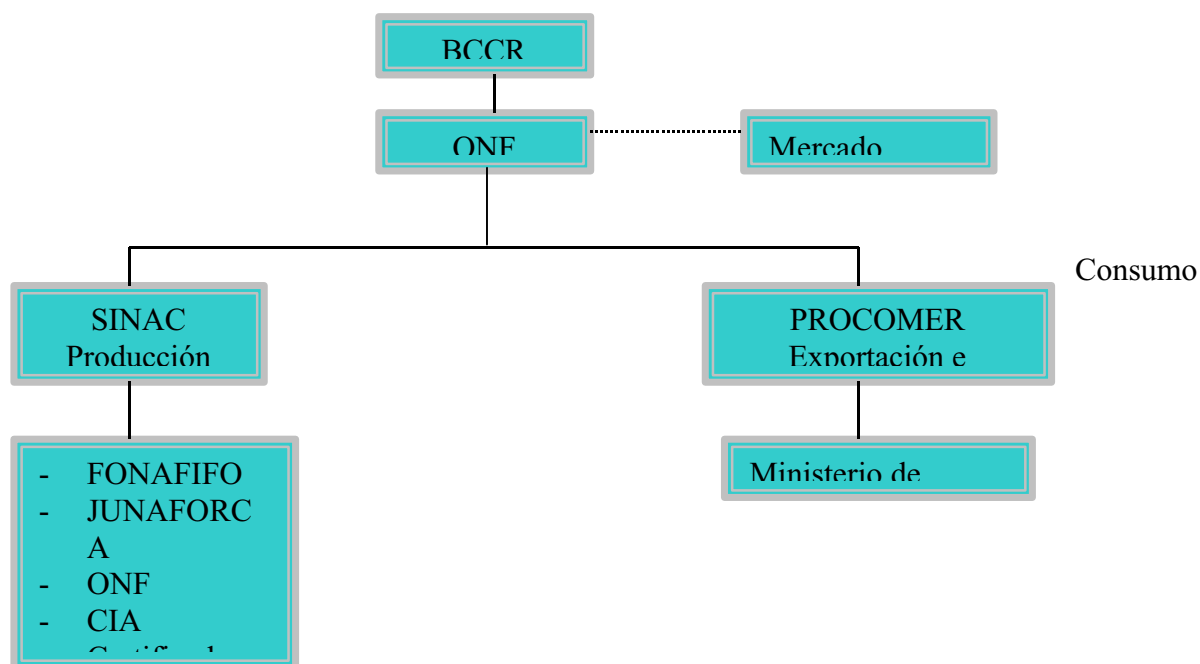 BCCR
ONF
Mercado
Consumo
SINAC
Producción
PROCOMER
Exportación e
- FONAFIFO
- JUNAFORC
A
- ONF
- CIA
Ministerio de